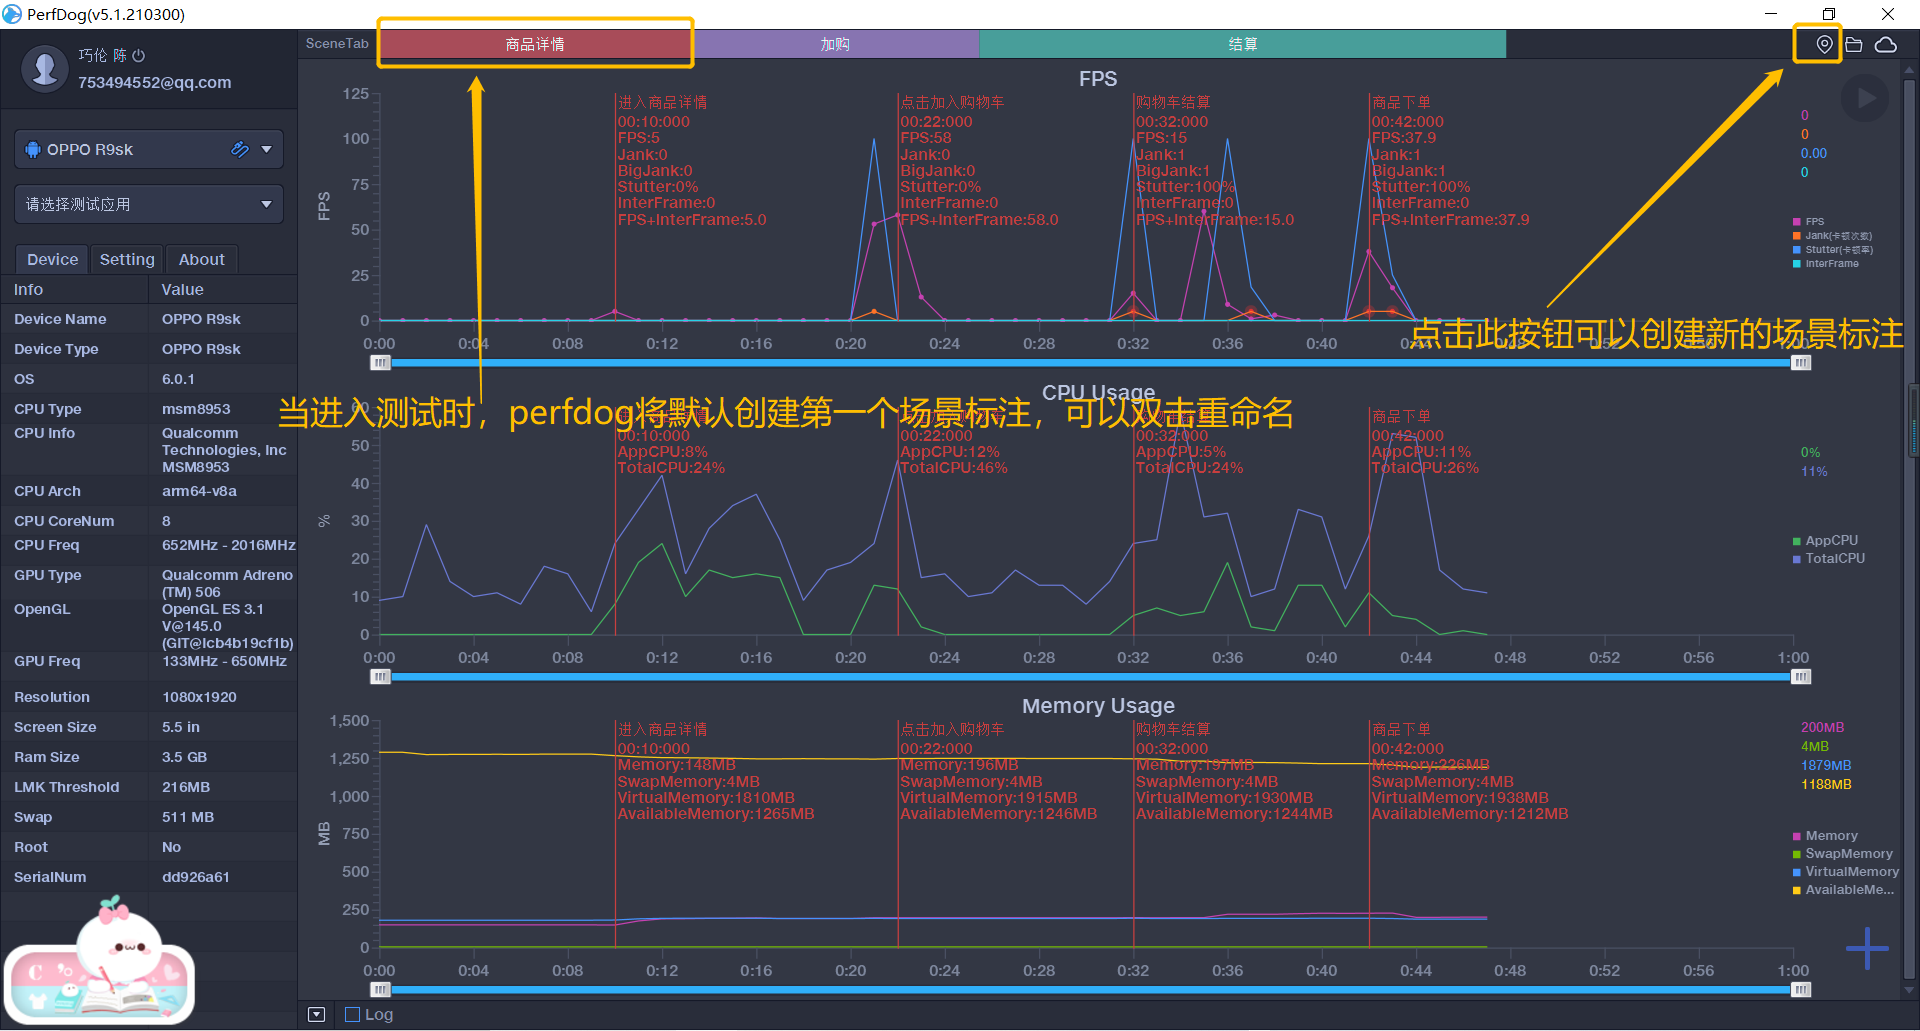 PerfDog(v5.1.210300)
巧伦 陈
753494552@qq.com
OPPO R9sk
请选择测试应用
Device Setting About
Info Value
Device Name OPPO R9sk
Device Type OPPO R9sk
OS 6.0.1
CPU Type msm8953
CPU Info Qualcomm
Technologies, Inc
MSM8953
CPU Arch arm64-v8a
CPU CoreNum 8
CPU Freq 652MHz - 2016MHz
GPU Type Qualcomm Adreno
(TM) 506
OpenGL OpenGL ES 3.1
V@145.0
(GIT@Icb4b19cf1b)
GPU Freq 133MHz - 650MHz
Resolution 1080x1920
Screen Size 5.5 in
Ram Size 3.5 GB
LMK Threshold 216MB
Swap 511 MB
Root No
SerialNum dd926a61
SceneTab 商品详情 加购 结算
FPS
125
100
75
50
25
0
FPS
进入商品详情
00:10:000
FPS:5
Jank:0
BigJank:0
Stutter:0%
InterFrame:0
FPS+InterFrame:5.0
点击加入购物车
00:22:000
FPS:58
Jank:0
BigJank:0
Stutter:0%
InterFrame:0
FPS+InterFrame:58.0
购物车结算
00:32:000
FPS:15
Jank:1
BigJank:1
Stutter:100%
InterFrame:0
FPS+InterFrame:15.0
商品下单
00:42:000
FPS:37.9
Jank:1
BigJank:1
Stutter:100%
InterFrame:0
FPS+InterFrame:37.9
0
0
0.00
0
FPS
Jank(卡顿次数)
Stutter(卡顿率)
InterFrame
0:00 0:04 0:08 0:12 0:16 0:20 0:24 0:28 0:32 0:36 0:40 0:44 0:48 0:52 0:56 1:00
点击此按钮可以创建新的场景标注
当进入测试时，perfdog将默认创建第一个场景标注，可以双击重命名
CPU Usage
60
50
40
30
20
10
0
%
00:10:000
AppCPU:8%
TotalCPU:24%
00:22:000
AppCPU:12%
TotalCPU:46%
00:32:000
AppCPU:5%
TotalCPU:24%
商品下单
00:42:000
AppCPU:11%
TotalCPU:26%
0%
11%
AppCPU
TotalCPU
0:00 0:04 0:08 0:12 0:16 0:20 0:24 0:28 0:32 0:36 0:40 0:44 0:48 0:52 0:56 1:00
Memory Usage
1,500
1,250
1,000
750
500
250
0
MB
进入商品详情
00:10:000
Memory:148MB
SwapMemory:4MB
VirtualMemory:1810MB
AvailableMemory:1265MB
点击加入购物车
00:22:000
Memory:196MB
SwapMemory:4MB
VirtualMemory:1915MB
AvailableMemory:1246MB
购物车结算
00:32:000
Memory:197MB
SwapMemory:4MB
VirtualMemory:1930MB
AvailableMemory:1244MB
商品下单
00:42:000
Memory:226MB
SwapMemory:4MB
VirtualMemory:1938MB
AvailableMemory:1212MB
200MB
4MB
1879MB
1188MB
Memory
SwapMemory
VirtualMemory
AvailableMe...
0:00 0:04 0:08 0:12 0:16 0:20 0:24 0:28 0:32 0:36 0:40 0:44 0:48 0:52 0:56 1:00
Log